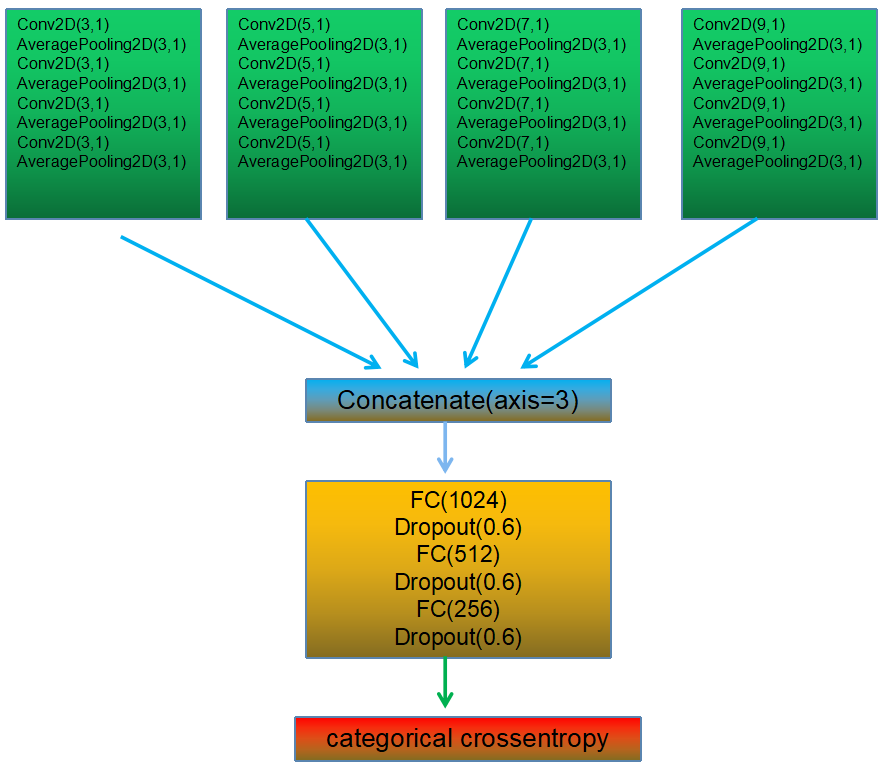 Conv2D(3,1)
AveragePooling2D(3,1)
Conv2D(3,1)
AveragePooling2D(3,1)
Conv2D(3,1)
AveragePooling2D(3,1)
Conv2D(3,1)
AveragePooling2D(3,1)
Conv2D(5,1)
AveragePooling2D(3,1)
Conv2D(5,1)
AveragePooling2D(3,1)
Conv2D(5,1)
AveragePooling2D(3,1)
Conv2D(5,1)
AveragePooling2D(3,1)
Conv2D(7,1)
AveragePooling2D(3,1)
Conv2D(7,1)
AveragePooling2D(3,1)
Conv2D(7,1)
AveragePooling2D(3,1)
Conv2D(7,1)
AveragePooling2D(3,1)
Conv2D(9,1)
AveragePooling2D(3,1)
Conv2D(9,1)
AveragePooling2D(3,1)
Conv2D(9,1)
AveragePooling2D(3,1)
Conv2D(9,1)
AveragePooling2D(3,1)
Concatenate(axis=3)
FC(1024)
Dropout(0.6)
FC(512)
Dropout(0.6)
FC(256)
Dropout(0.6)
categorical crossentropy